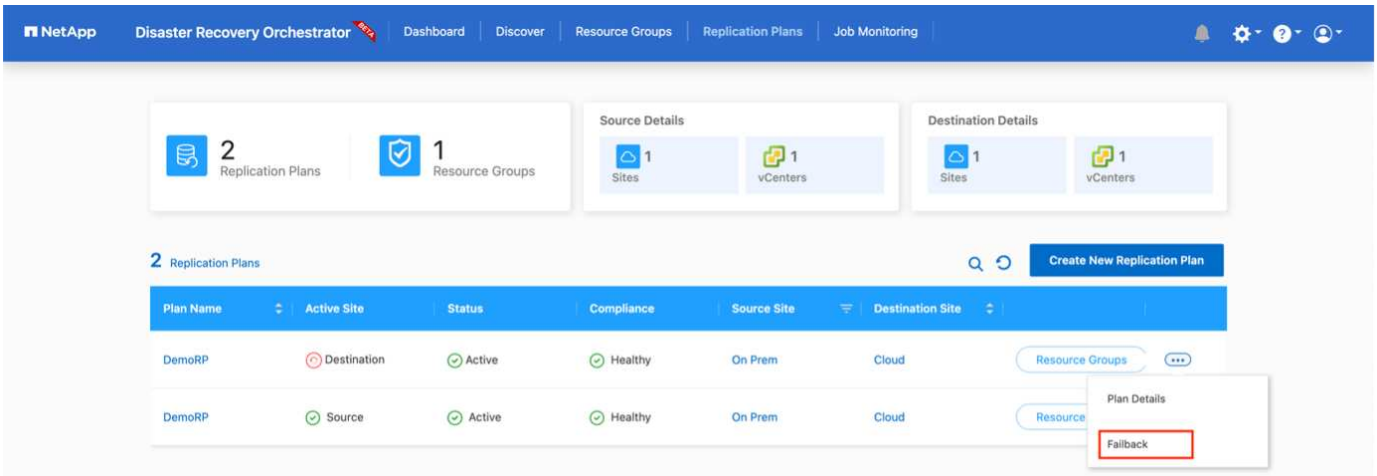 NetApp
Disaster Recovery Orchestrator BETA
Dashboard
Discover
Resource Groups
Replication Plans
Job Monitoring
2
Replication Plans
1
Resource Groups
Source Details
1
Sites
1
vCenters
Destination Details
1
Sites
1
vCenters
2 Replication Plans
Create New Replication Plan
Plan Name Active Site Status Compliance Source Site Destination Site
DemoRP Destination Active Healthy On Prem Cloud Resource Groups
DemoRP Source Active Healthy On Prem Cloud Resource
Plan Details
Failback